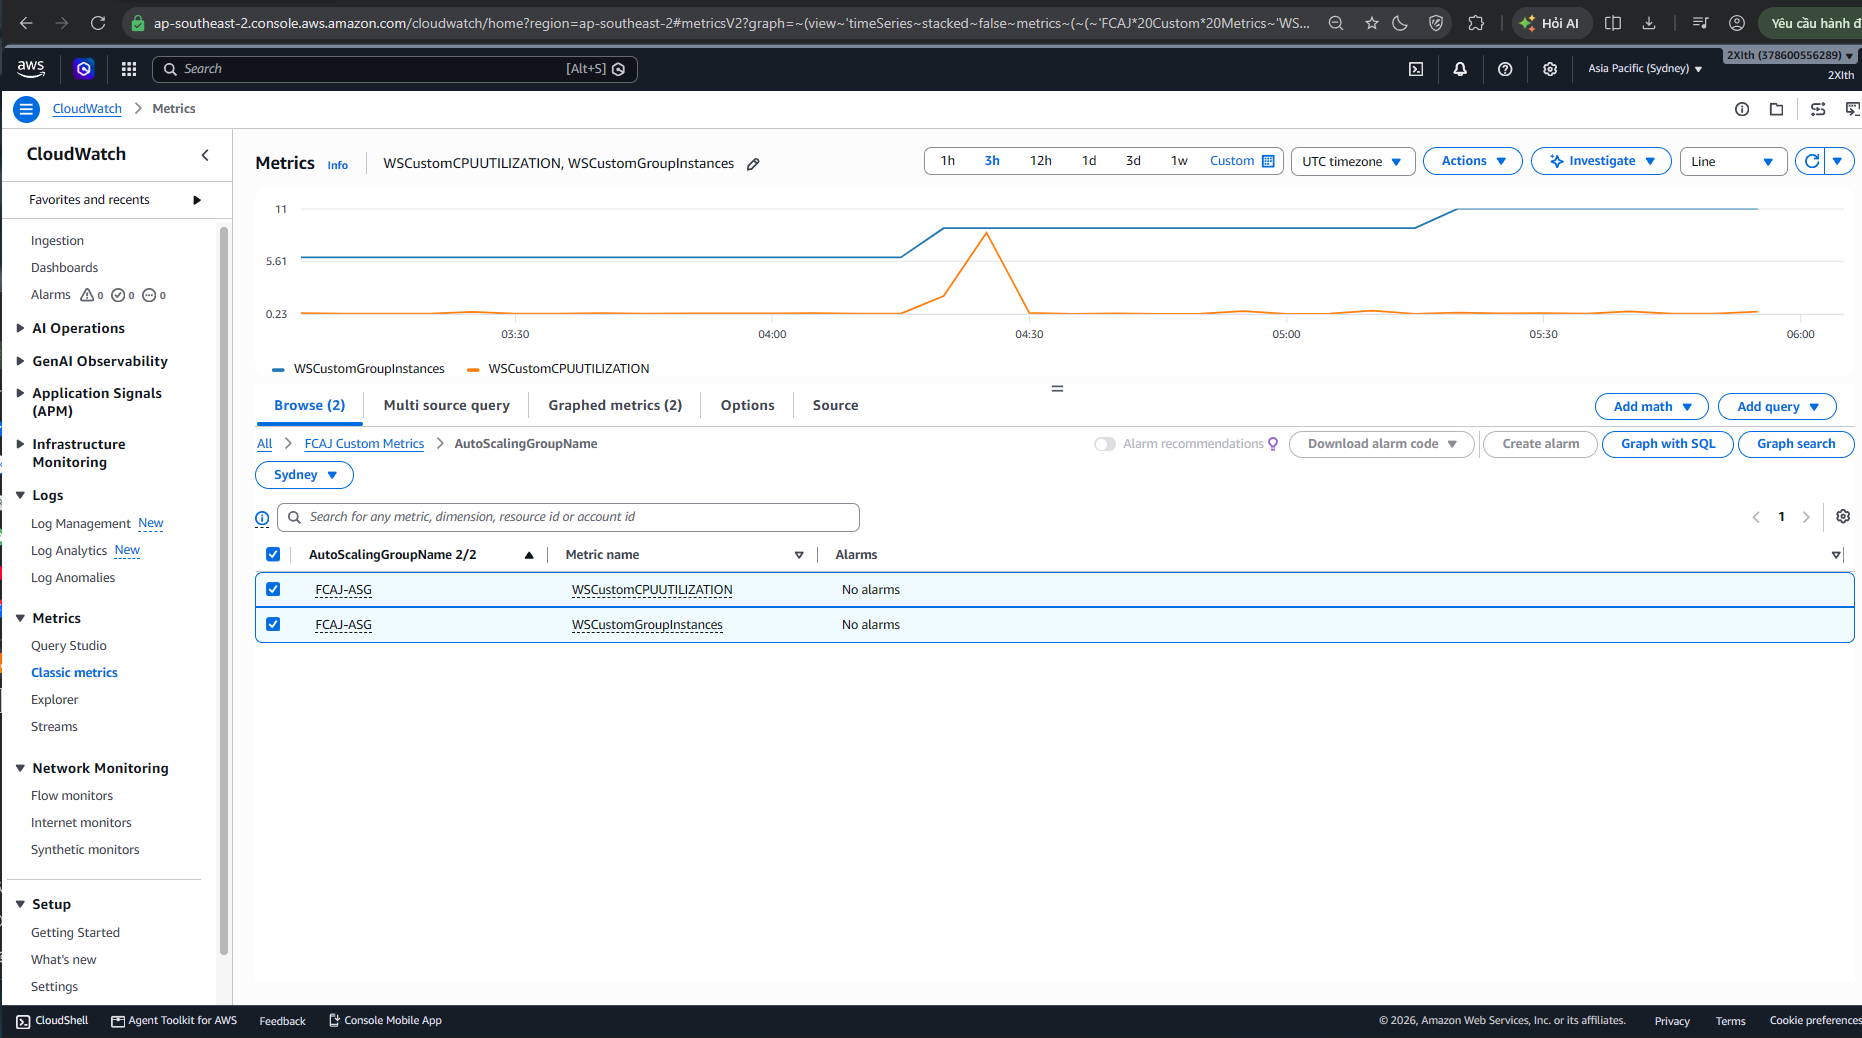 ap-southeast-2.console.aws.amazon.com/cloudwatch/home?region=ap-southeast-2#metricsV2?graph=~(view~'timeSeries~stacked~false~metrics~(~(~'FCAJ*20Custom*20Metrics~'WS...
Hỏi AI
Yêu cầu hành đ
aws
Search
[Alt+S]
Asia Pacific (Sydney)
2XIth (378600556289)
2XIth
CloudWatch
Metrics
CloudWatch
Favorites and recents
Ingestion
Dashboards
Alarms 0 0 0
AI Operations
GenAI Observability
Application Signals
(APM)
Infrastructure
Monitoring
Logs
Log Management New
Log Analytics New
Log Anomalies
Metrics
Query Studio
Classic metrics
Explorer
Streams
Network Monitoring
Flow monitors
Internet monitors
Synthetic monitors
Setup
Getting Started
What's new
Settings
Metrics Info WSCustomCPUUTILIZATION, WSCustomGroupInstances
1h 3h 12h 1d 3d 1w Custom
UTC timezone
Actions
Investigate
Line
11
5.61
0.23
03:30 04:00 04:30 05:00 05:30 06:00
WSCustomGroupInstances WSCustomCPUUTILIZATION
Browse (2) Multi source query Graphed metrics (2) Options Source
Add math Add query
All FCAJ Custom Metrics AutoScalingGroupName
Alarm recommendations Download alarm code Create alarm Graph with SQL Graph search
Sydney
Search for any metric, dimension, resource id or account id
1
AutoScalingGroupName 2/2 Metric name Alarms
FCAJ-ASG WSCustomCPUUTILIZATION No alarms
FCAJ-ASG WSCustomGroupInstances No alarms
CloudShell Agent Toolkit for AWS Feedback Console Mobile App
© 2026, Amazon Web Services, Inc. or its affiliates. Privacy Terms Cookie preferences